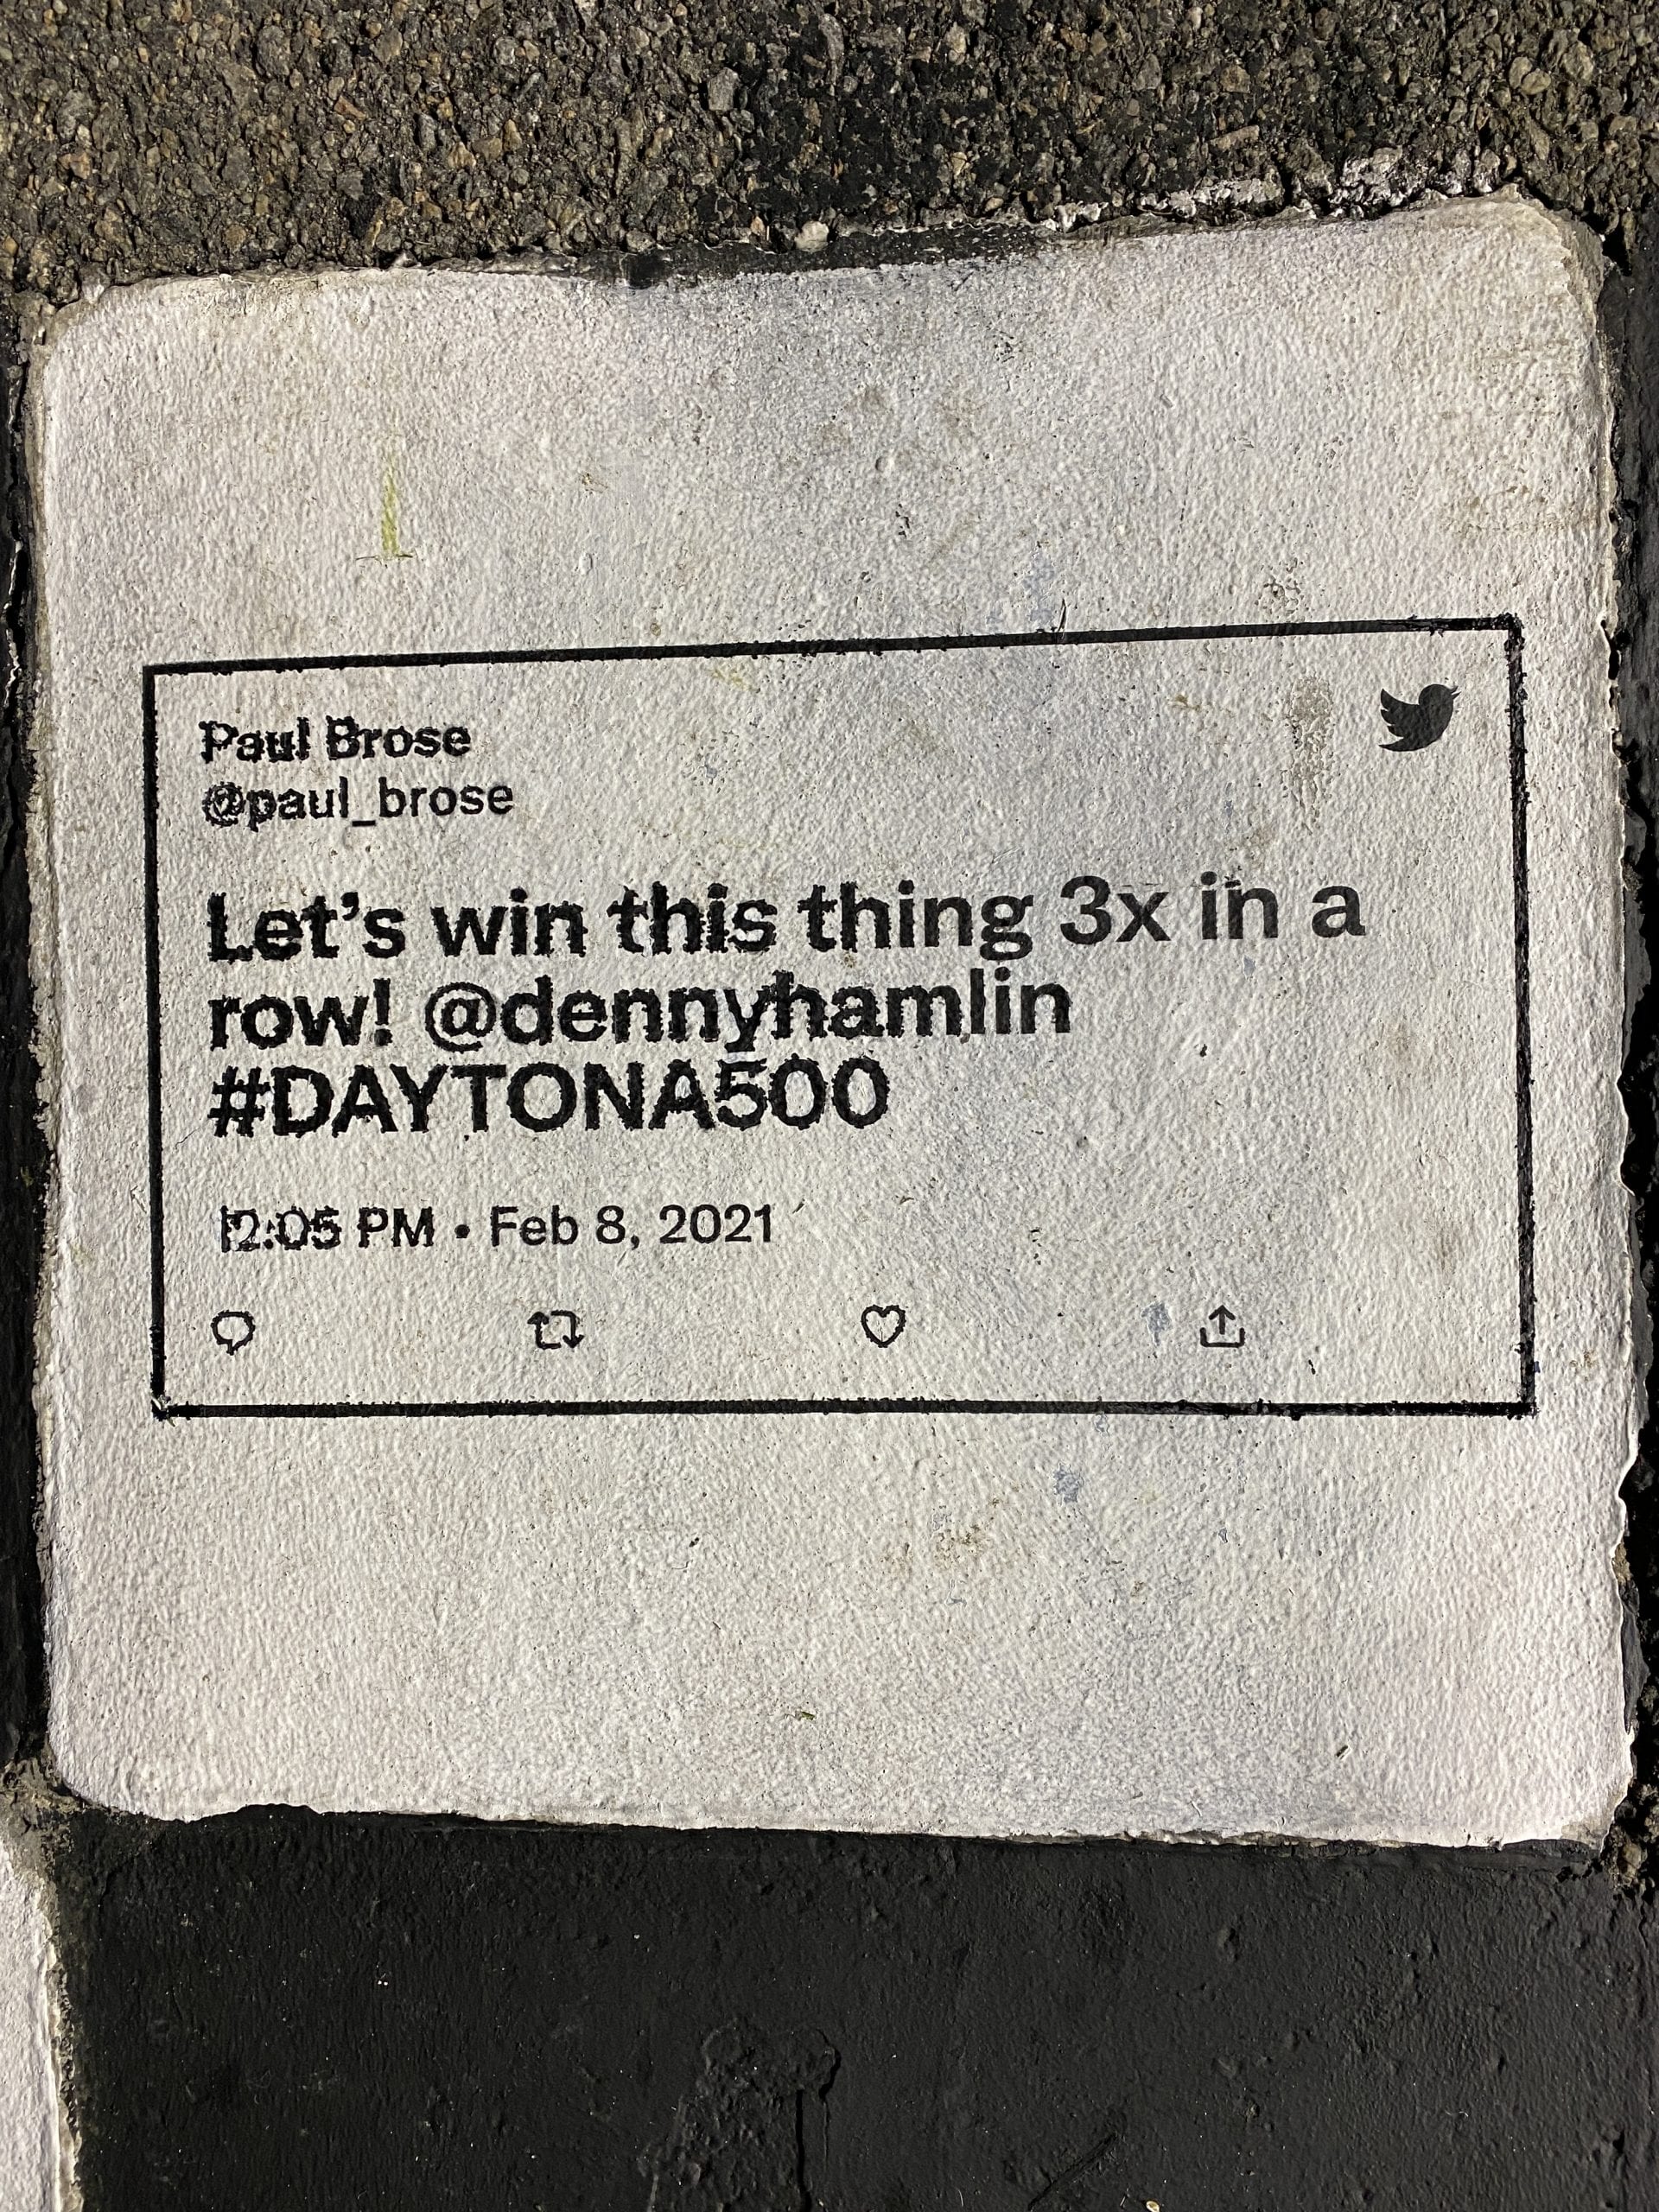 Paul Brose
@paul_brose
Let's win this thing 3x in a
row! @dennyhamlin
#DAYTONA500
12:05 PM • Feb 8, 2021